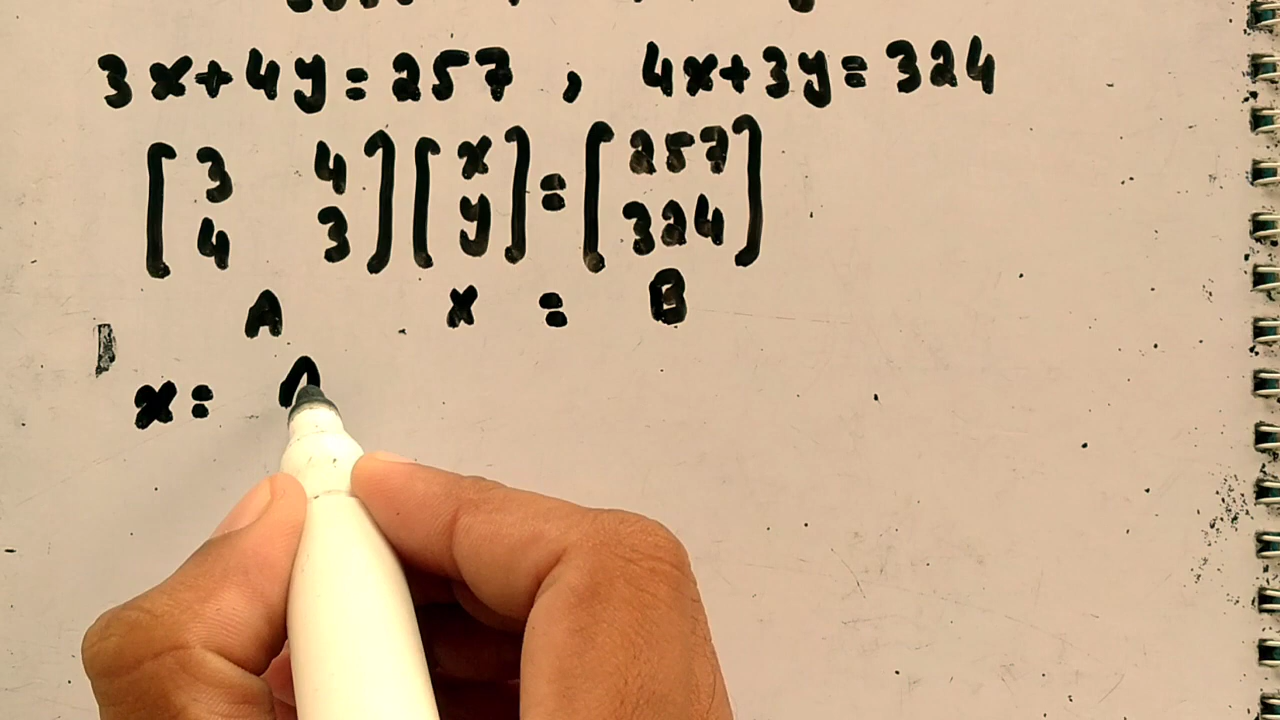 3x+4y=257 , 4x+3y=324
[3 4] [x] = [257]
[4 3] [y] [324]
A x = B
x=